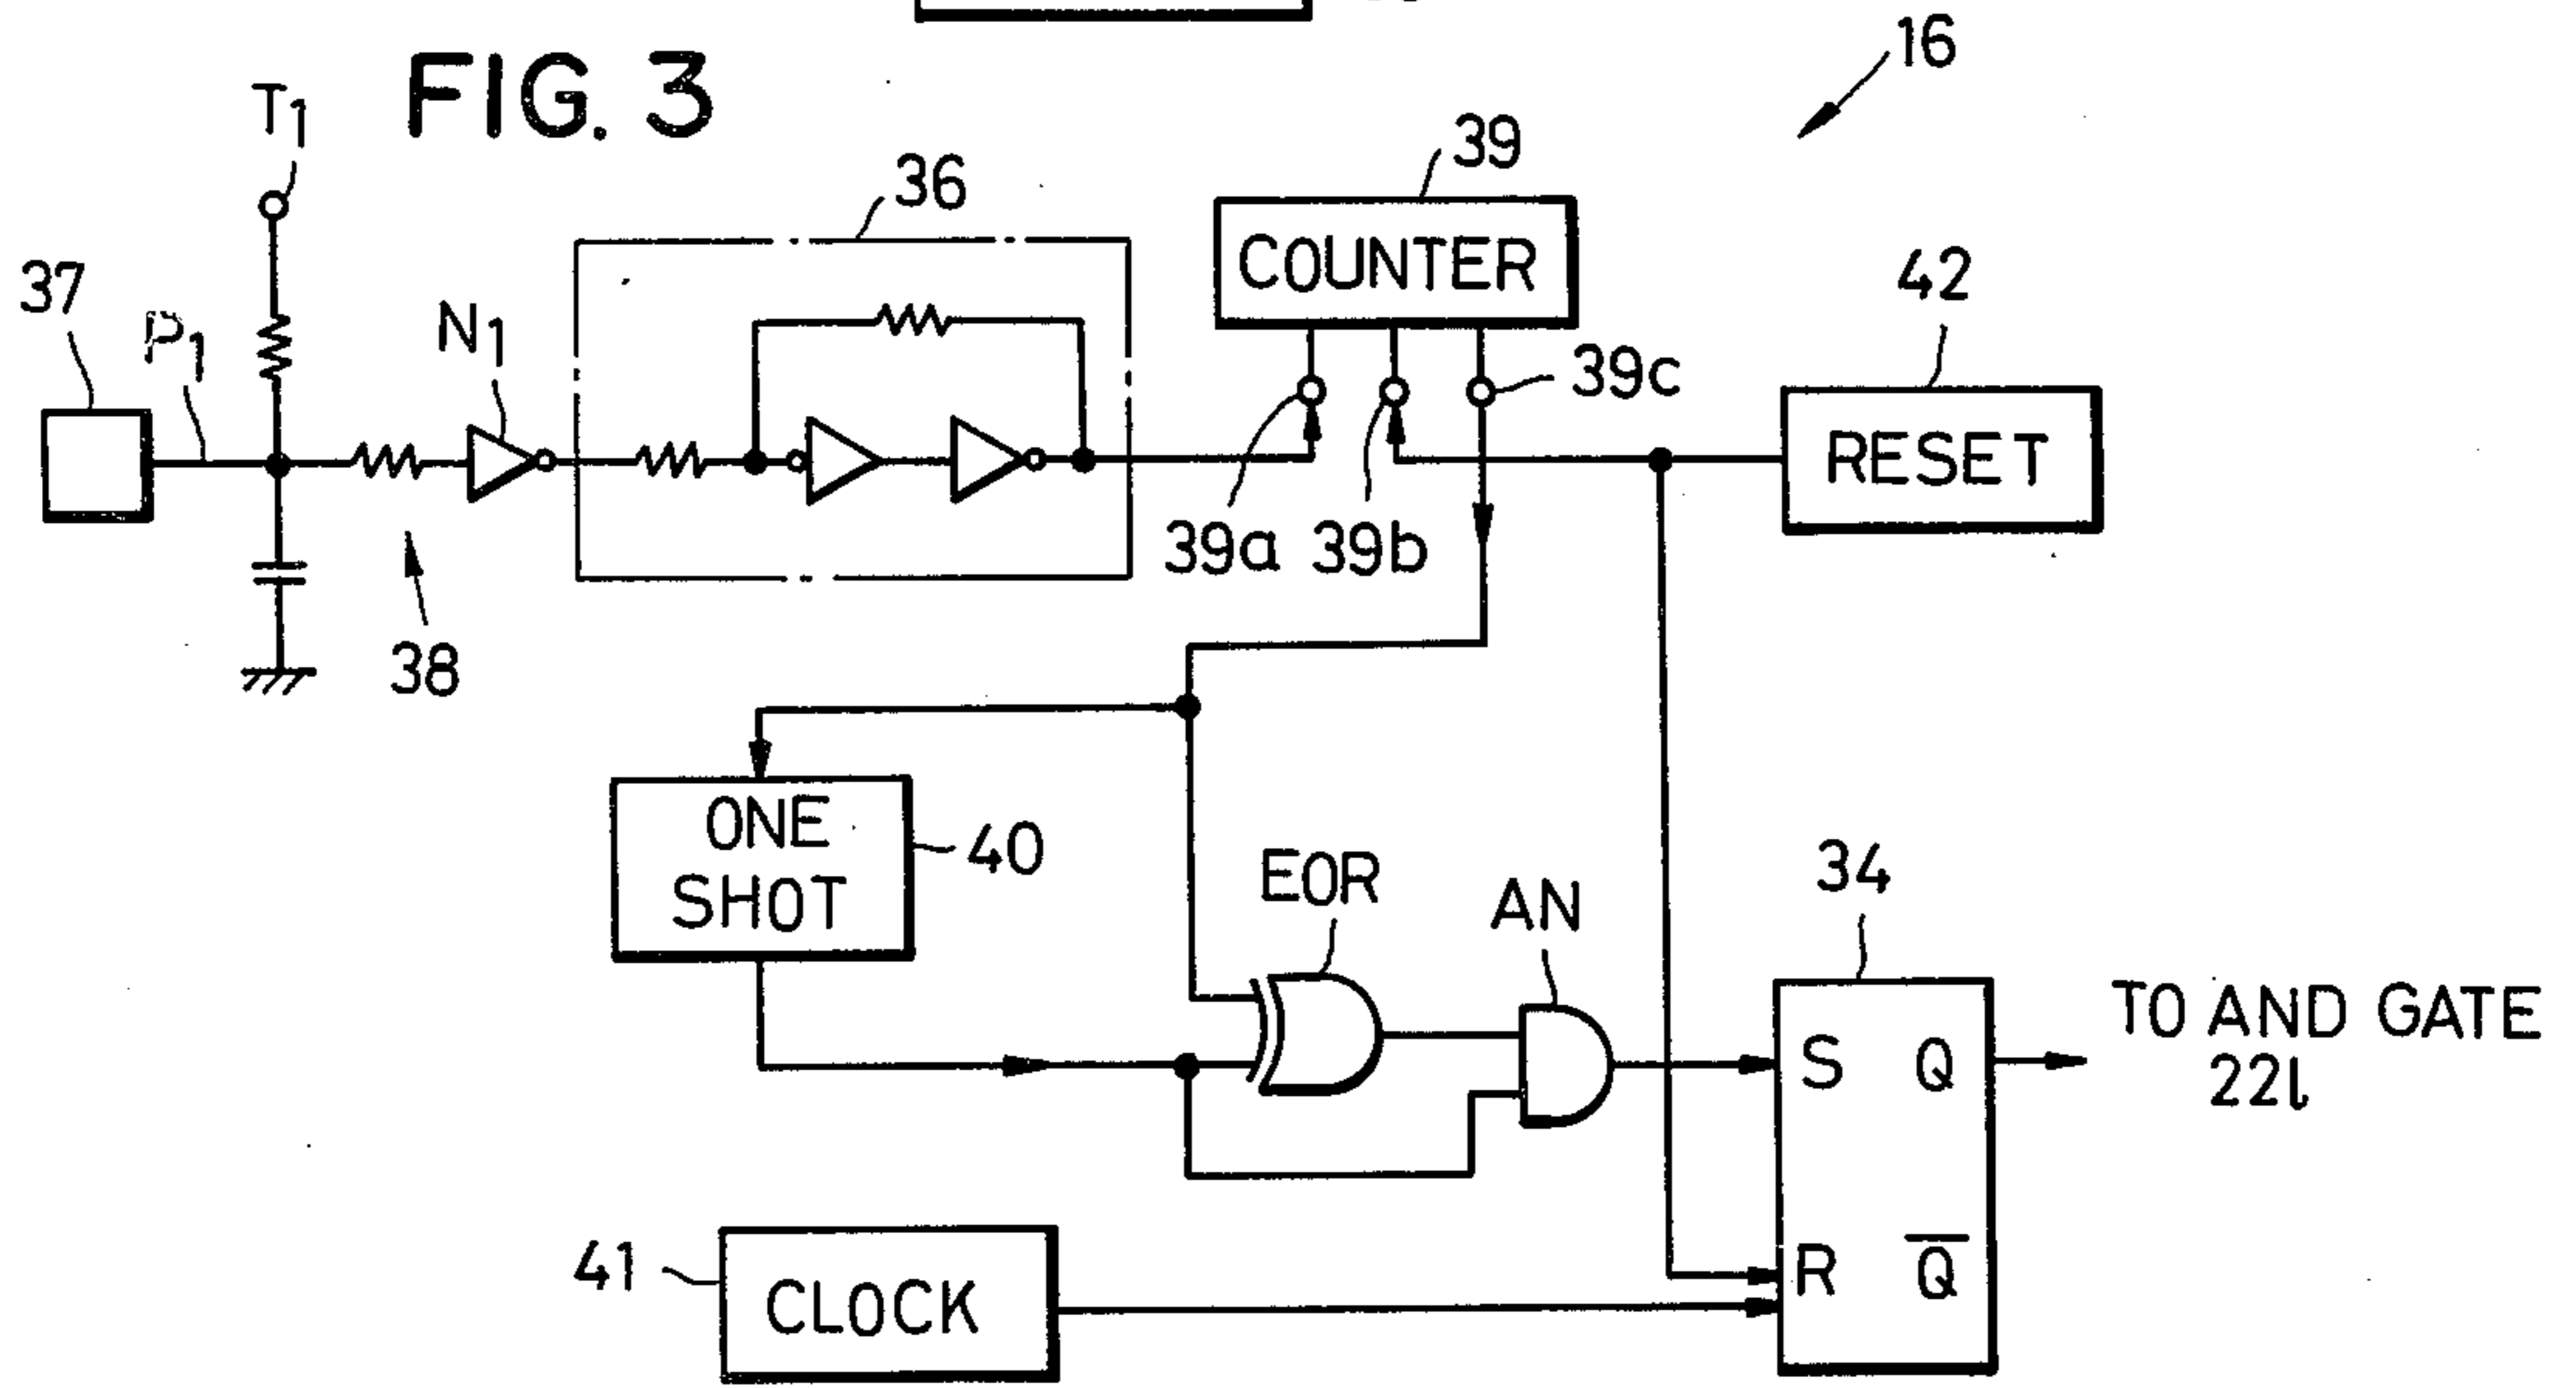 FIG. 3
16
T1
39
36
COUNTER
42
37
P1
N1
39c
RESET
39a
39b
38
ONE
SHOT
40
EOR
AN
34
S
Q
TO AND GATE
22l
R
Q̅
41
CLOCK